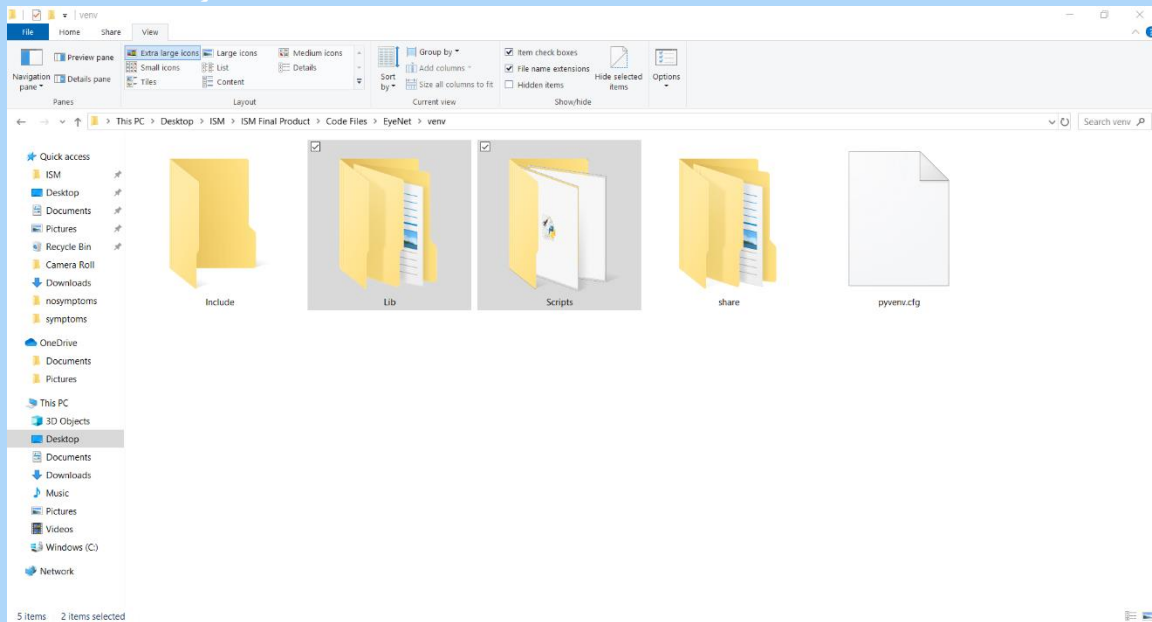 venv
File Home Share View
Navigation pane
Preview pane
Details pane
Panes
Extra large icons Large icons Medium icons
Small icons List Details
Tiles Content
Layout
Sort by
Group by
Add columns
Size all columns to fit
Current view
Item check boxes
File name extensions
Hidden items
Hide selected items
Show/hide
Options
This PC > Desktop > ISM > ISM Final Product > Code Files > EyeNet > venv
Search venv
Quick access
ISM
Desktop
Documents
Pictures
Recycle Bin
Camera Roll
Downloads
nosymptoms
symptoms
OneDrive
Documents
Pictures
This PC
3D Objects
Desktop
Documents
Downloads
Music
Pictures
Videos
Windows (C:)
Network
Include
Lib
Scripts
share
pyvenv.cfg
5 items 2 items selected